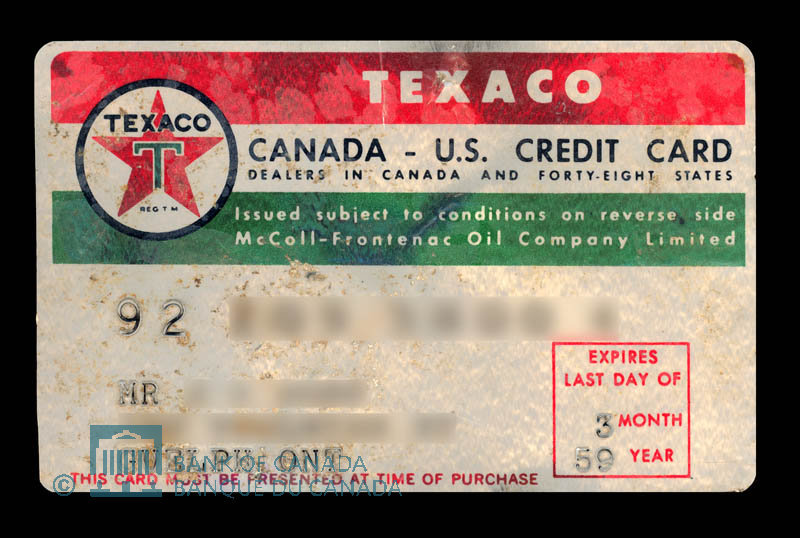 TEXACO
TEXACO
T
REG T M
CANADA - U.S. CREDIT CARD
DEALERS IN CANADA AND FORTY-EIGHT STATES
Issued subject to conditions on reverse side
McColl-Frontenac Oil Company Limited
92
EXPIRES
LAST DAY OF
3 MONTH
59 YEAR
MR
GUELPH ONT
THIS CARD MUST BE PRESENTED AT TIME OF PURCHASE
© BANK OF CANADA
BANQUE DU CANADA